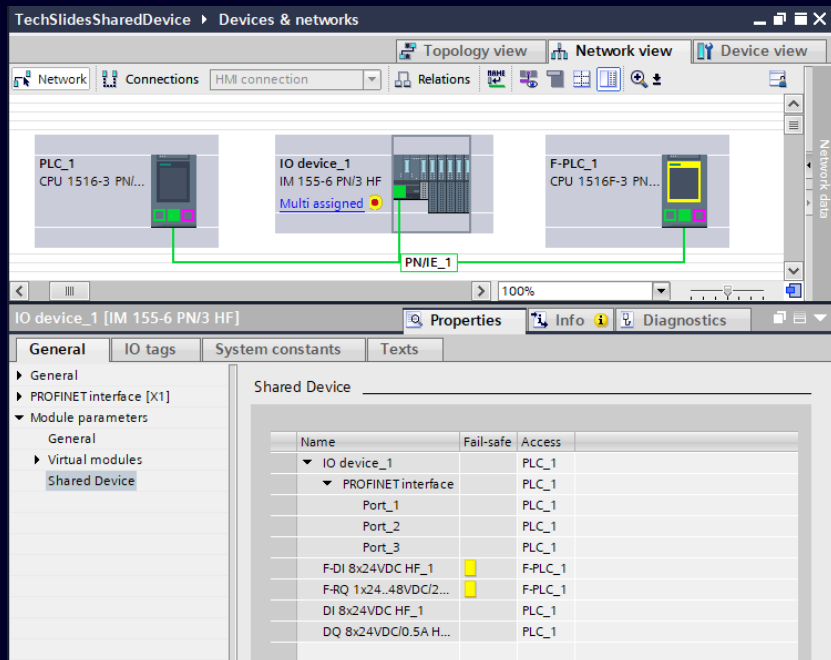 TechSlidesSharedDevice ▸ Devices & networks
Topology view Network view Device view
Network Connections HMI connection Relations
PLC_1
CPU 1516-3 PN/...
IO device_1
IM 155-6 PN/3 HF
Multi assigned
F-PLC_1
CPU 1516F-3 PN...
PN/IE_1
Network data
100%
IO device_1 [IM 155-6 PN/3 HF]
Properties Info Diagnostics
General IO tags System constants Texts
General
PROFINET interface [X1]
Module parameters
General
Virtual modules
Shared Device
Shared Device
Name Fail-safe Access
IO device_1 PLC_1
PROFINET interface PLC_1
Port_1 PLC_1
Port_2 PLC_1
Port_3 PLC_1
F-DI 8x24VDC HF_1 F-PLC_1
F-RQ 1x24..48VDC/2... F-PLC_1
DI 8x24VDC HF_1 PLC_1
DQ 8x24VDC/0.5A H... PLC_1